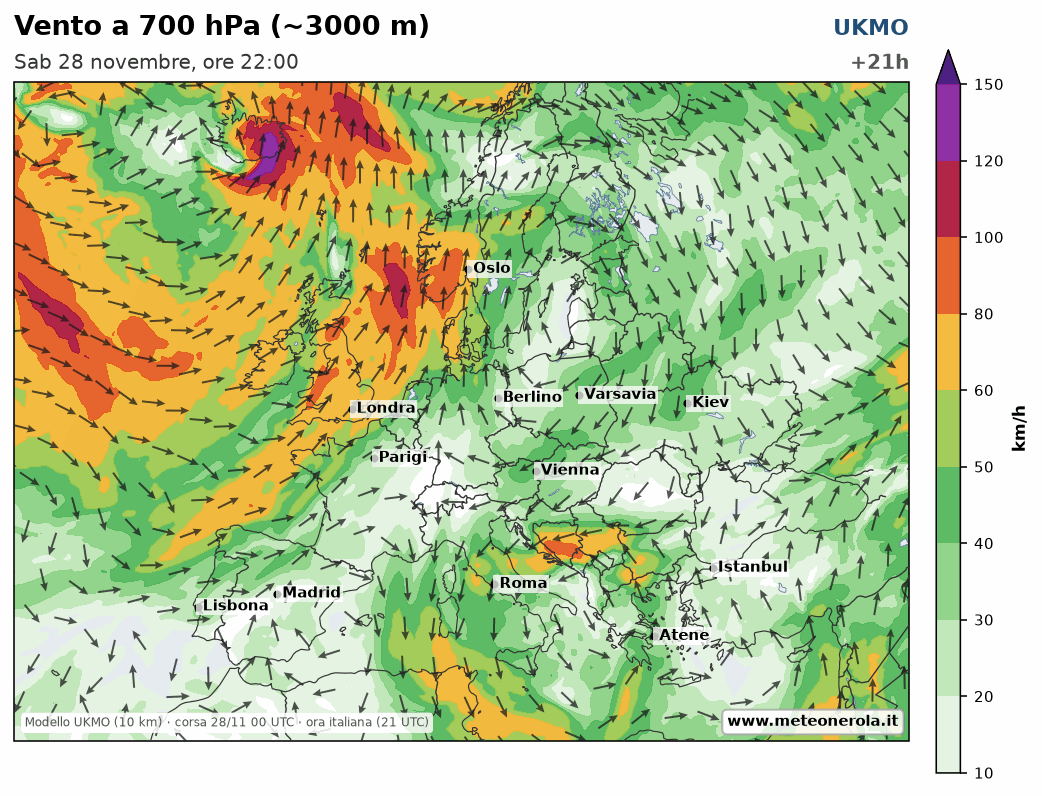 Vento a 700 hPa (~3000 m)
UKMO
Sab 28 novembre, ore 22:00
+21h
150
120
100
80
60
50
40
30
20
10
km/h
Oslo
Londra
Berlino
Varsavia
Kiev
Parigi
Vienna
Roma
Istanbul
Madrid
Lisbona
Atene
Modello UKMO (10 km) · corsa 28/11 00 UTC · ora italiana (21 UTC)
www.meteonerola.it